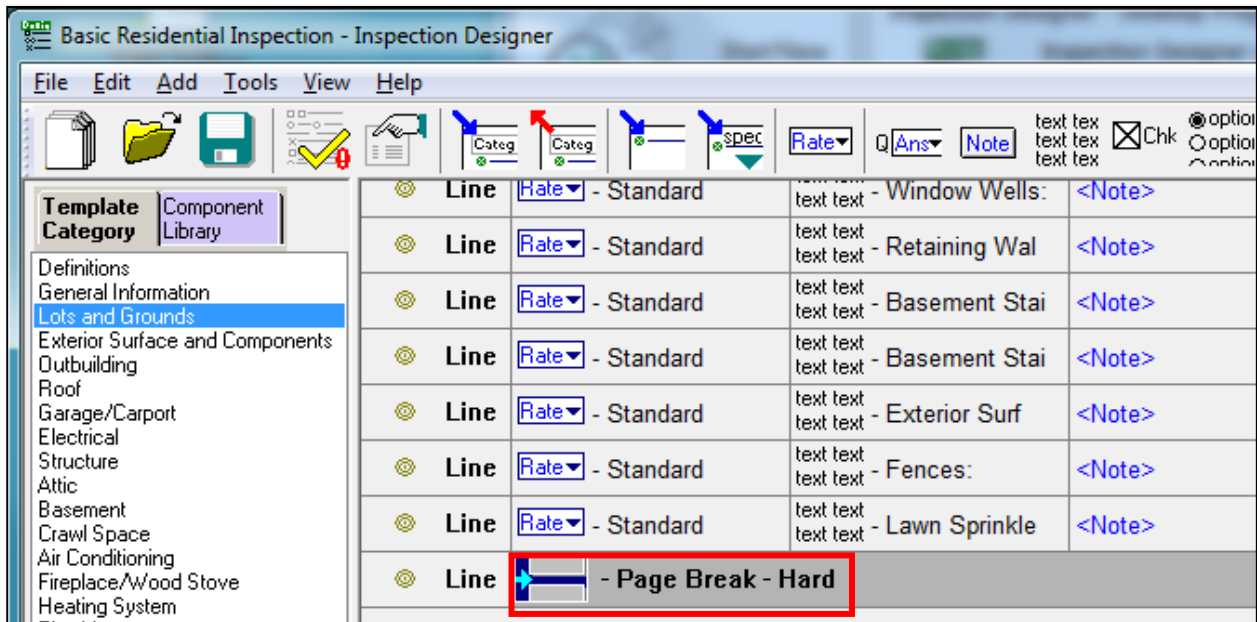 Basic Residential Inspection - Inspection Designer
File Edit Add Tools View Help
Categ Categ spec Rate Q Ans Note text tex Chk option
text tex option
text tex
Template Category
Component Library
Definitions
General Information
Lots and Grounds
Exterior Surface and Components
Outbuilding
Roof
Garage/Carport
Electrical
Structure
Attic
Basement
Crawl Space
Air Conditioning
Fireplace/Wood Stove
Heating System
Line Rate - Standard text text - Window Wells: <Note>
Line Rate - Standard text text text text - Retaining Wal <Note>
Line Rate - Standard text text text text - Basement Stai <Note>
Line Rate - Standard text text text text - Basement Stai <Note>
Line Rate - Standard text text text text - Exterior Surf <Note>
Line Rate - Standard text text text text - Fences: <Note>
Line Rate - Standard text text text text - Lawn Sprinkle <Note>
Line - Page Break - Hard